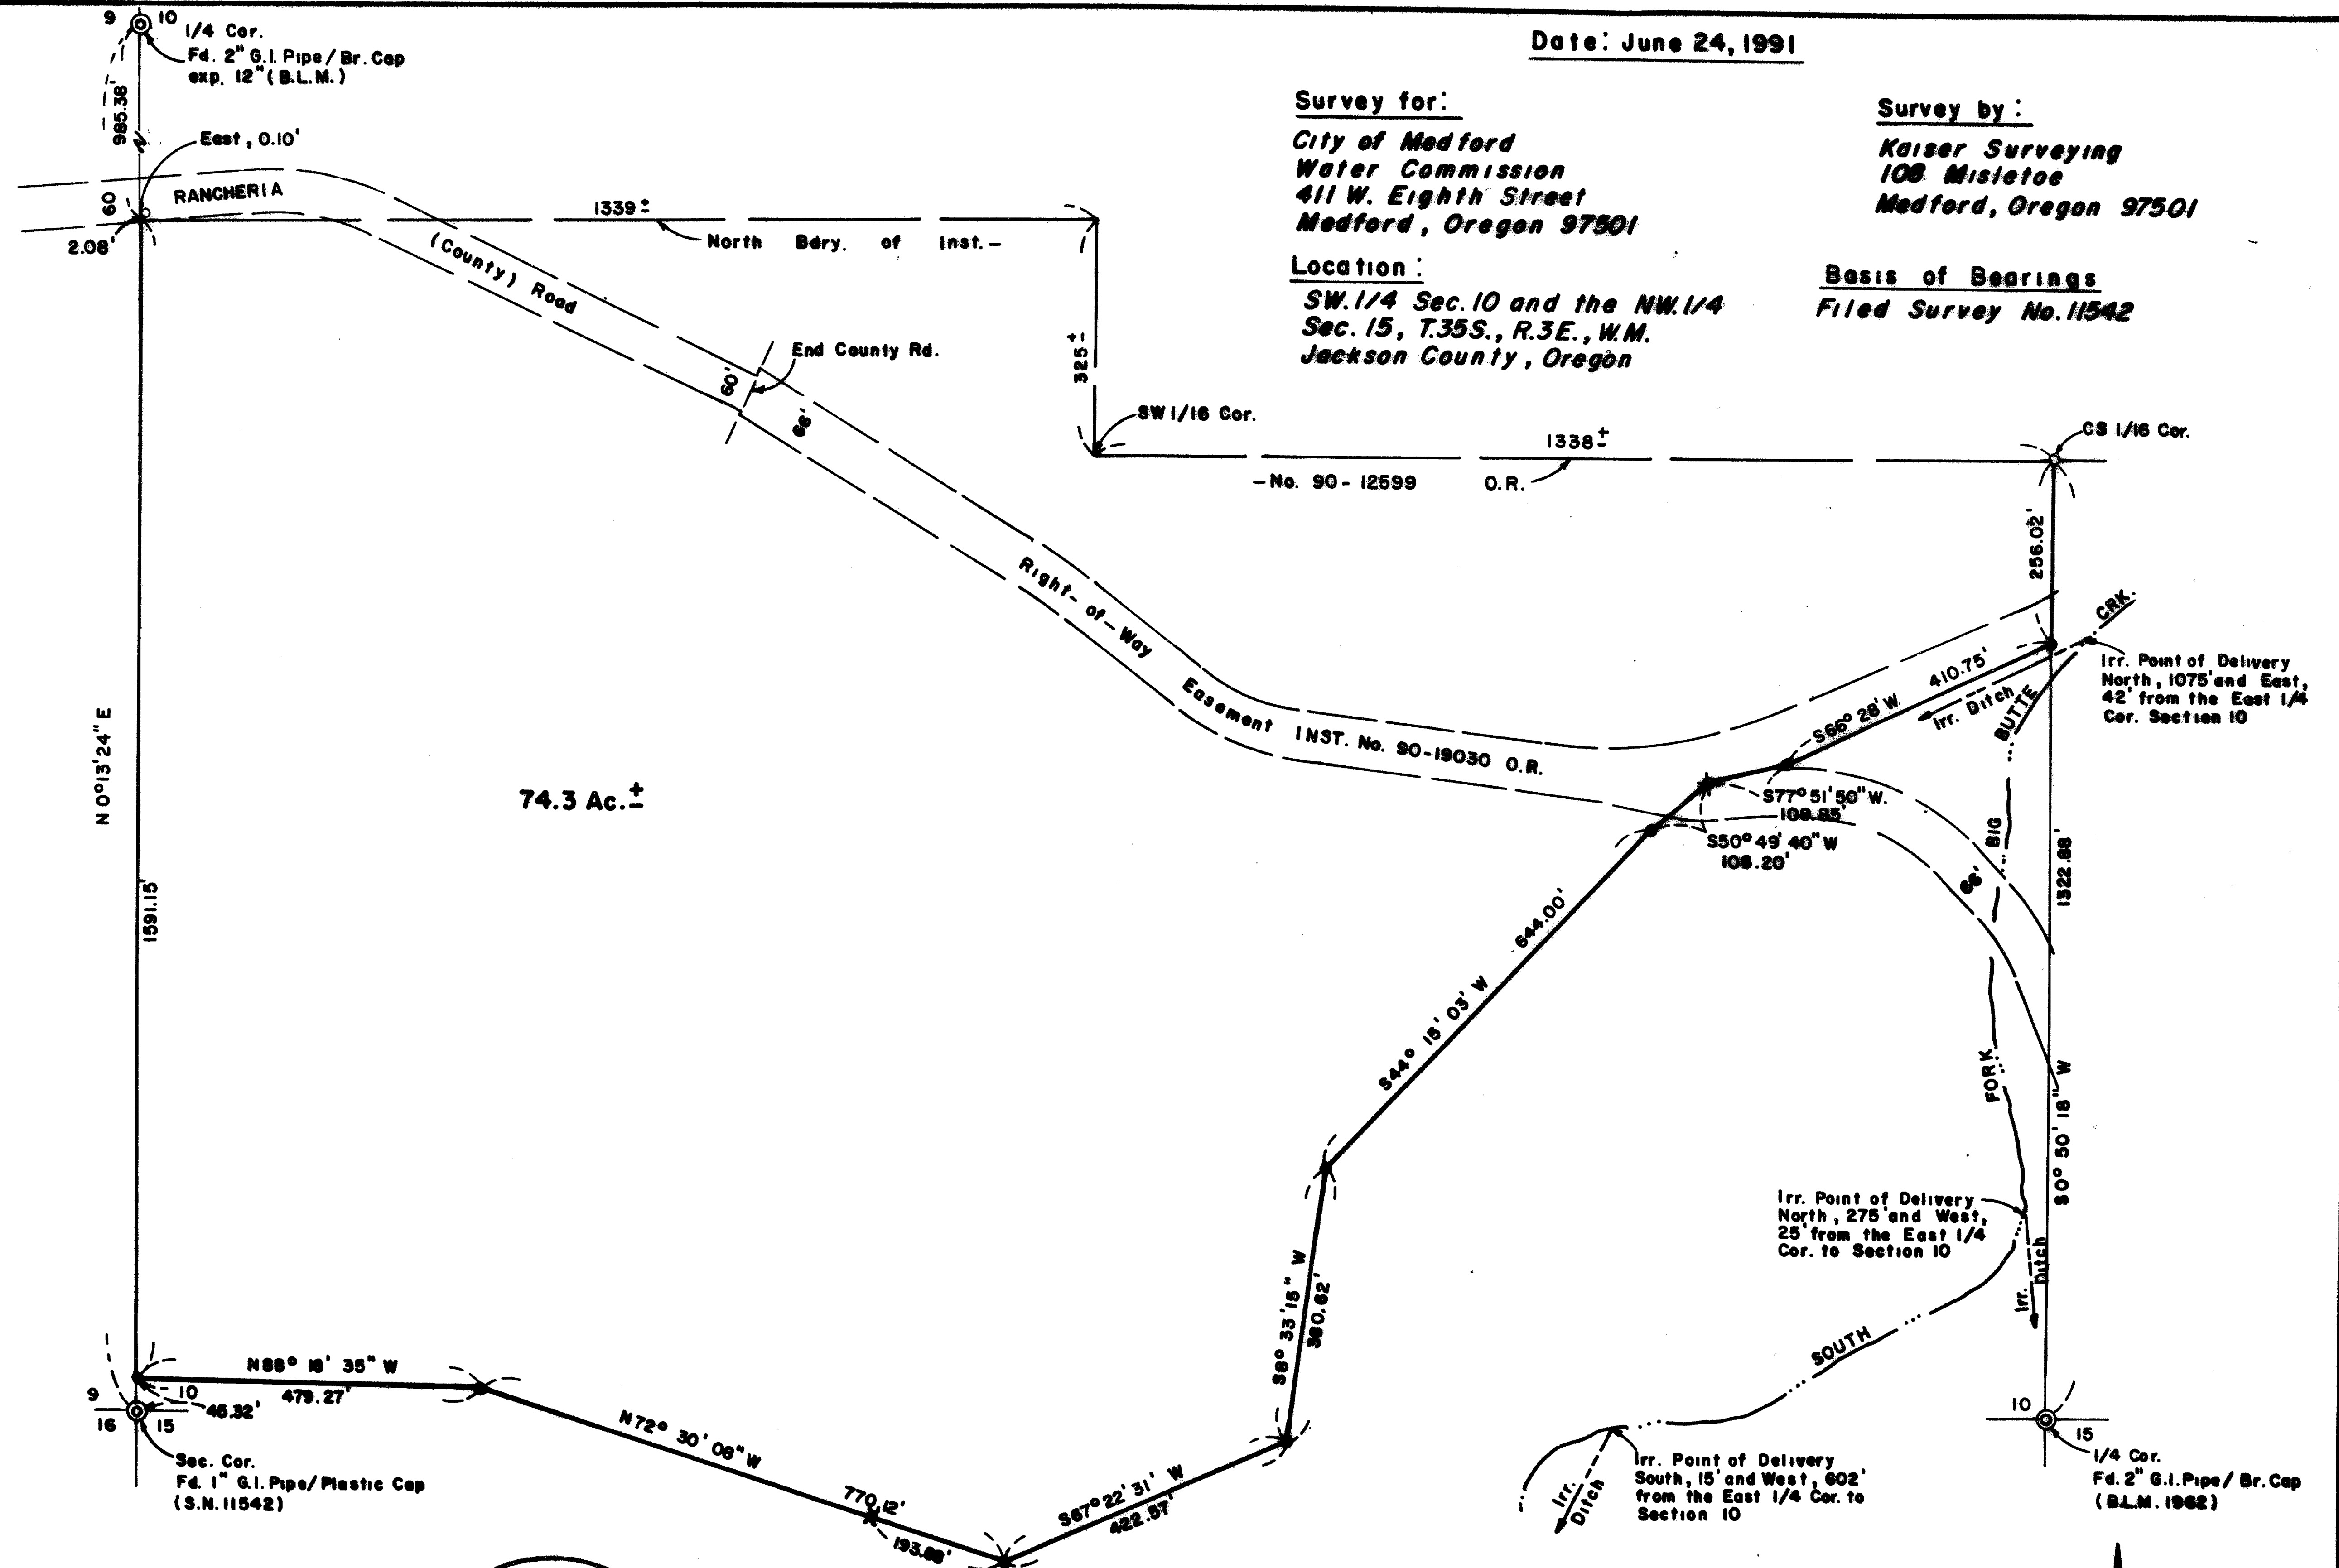 Date: June 24, 1991
9 10
1/4 Cor.
Fd. 2" G.I. Pipe / Br. Cap
exp. 12" (B.L.M.)
985.38'
East, 0.10'
60
2.08'
RANCHERIA
(County) Road
1339 ±
North Bdry. of Inst.-
325 ±
Survey for:
City of Medford
Water Commission
411 W. Eighth Street
Medford, Oregon 97501
Survey by:
Kaiser Surveying
108 Misletoe
Medford, Oregon 97501
Location:
SW. 1/4 Sec. 10 and the NW. 1/4
Sec. 15, T.35S., R.3E., W.M.
Jackson County, Oregon
Basis of Bearings
Filed Survey No. 11542
End County Rd.
60'
66'
SW 1/16 Cor.
1338 ±
-No. 90-12599 O.R.
CS 1/16 Cor.
256.02'
Right-of-Way Easement INST. No. 90-19030 O.R.
CRK.
Irr. Point of Delivery
North, 1075' and East,
42' from the East 1/4
Cor. Section 10
S66° 28' W 410.75'
Irr. Ditch
BUTTE
BIG
FORK
SOUTH
S77° 51' 50" W.
108.85'
S50° 49' 40" W
108.20'
66'
1322.88'
S 0° 50' 18" W
N 0° 13' 24" E
1591.15'
74.3 Ac. ±
S44° 15' 03' W 644.00'
S8° 33' 15" W
380.62'
Irr. Point of Delivery
North, 275' and West,
25' from the East 1/4
Cor. to Section 10
Irr. Ditch
N88° 18' 35" W
479.27'
9 10
16 15
45.32'
Sec. Cor.
Fd. 1" G.I. Pipe / Plastic Cap
(S.N. 11542)
N72° 30' 08" W
770.12'
193.88'
S67° 22' 31' W
422.57'
Irr. Ditch
Irr. Point of Delivery
South, 15' and West, 602'
from the East 1/4 Cor. to
Section 10
10
15
1/4 Cor.
Fd. 2" G.I. Pipe / Br. Cap
(B.L.M. 1962)